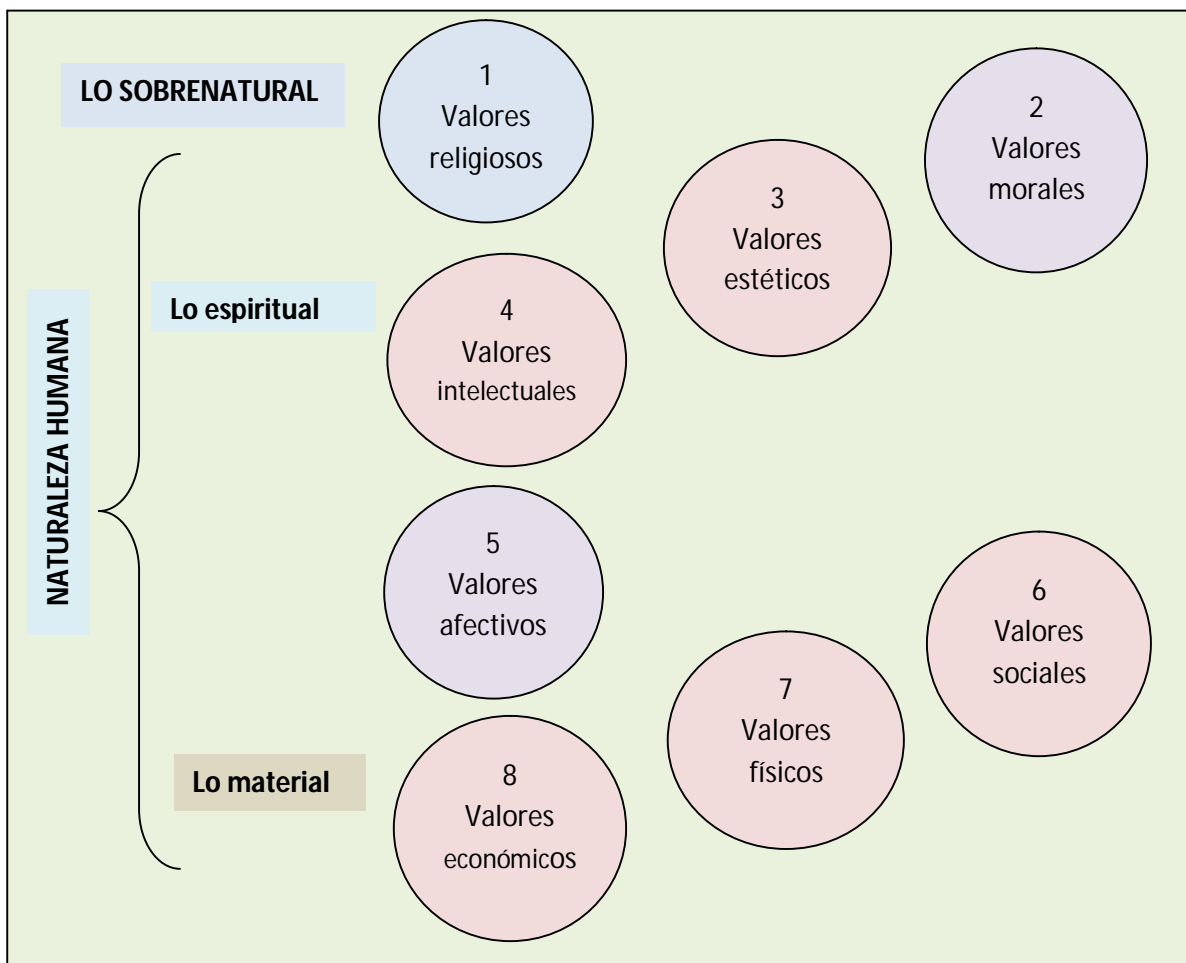 LO SOBRENATURAL
1
Valores
religiosos
2
Valores
morales
3
Valores
estéticos
NATURALEZA HUMANA
Lo espiritual
4
Valores
intelectuales
5
Valores
afectivos
6
Valores
sociales
7
Valores
físicos
Lo material
8
Valores
económicos